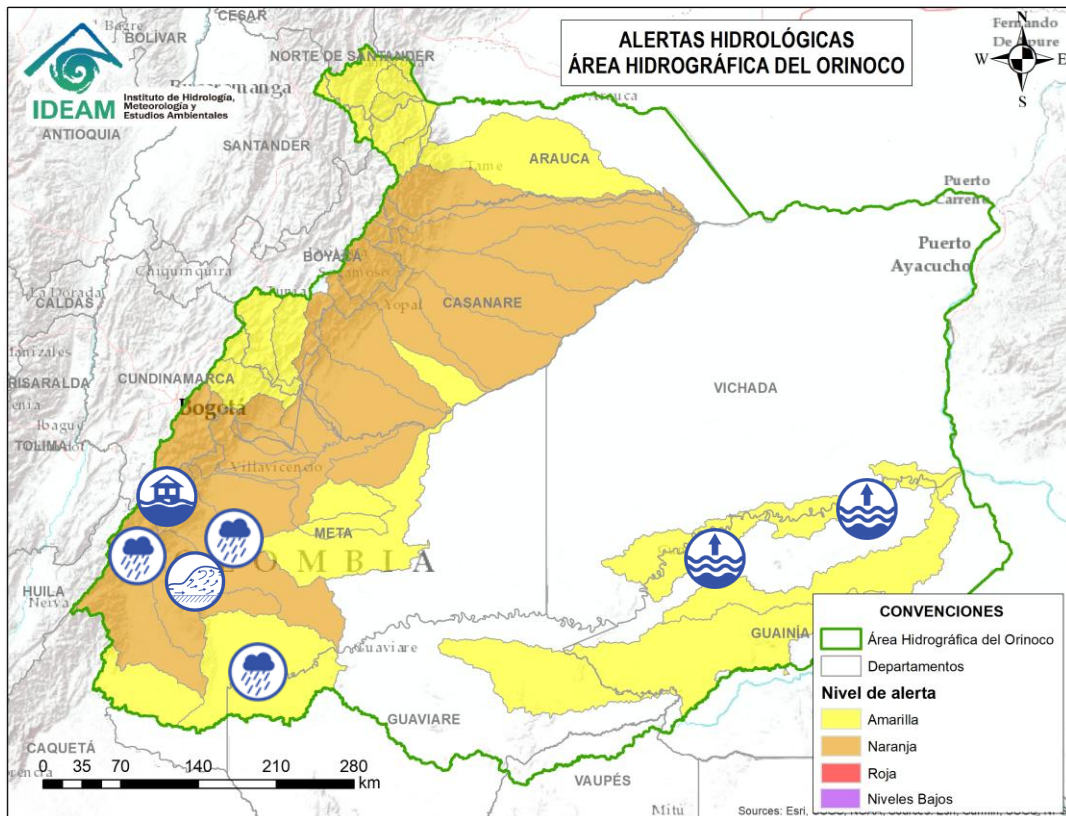 ALERTAS HIDROLÓGICAS
ÁREA HIDROGRÁFICA DEL ORINOCO
IDEAM
Instituto de Hidrología,
Meteorología y
Estudios Ambientales
N
W
E
S
CESAR
BOLÍVAR
NORTE DE SANTANDER
Fernando
De Apure
Arauca
ANTIOQUIA
SANTANDER
ARAUCA
Tame
Puerto
Carreño
Puerto
Ayacucho
BOYACÁ
Chiquinquira
La Dorada
CALDAS
Yopal
CASANARE
RISARALDA
CUNDINAMARCA
VICHADA
Bogotá
Ibagué
TOLIMA
Villavicencio
META
OMBIA
HUILA
Neiva
GUAINÍA
Guaviare
GUAVIARE
CAQUETÁ
VAUPÉS
Mitú
0 35 70 140 210 280
km
CONVENCIONES
Área Hidrográfica del Orinoco
Departamentos
Nivel de alerta
Amarilla
Naranja
Roja
Niveles Bajos
Sources: Esri,